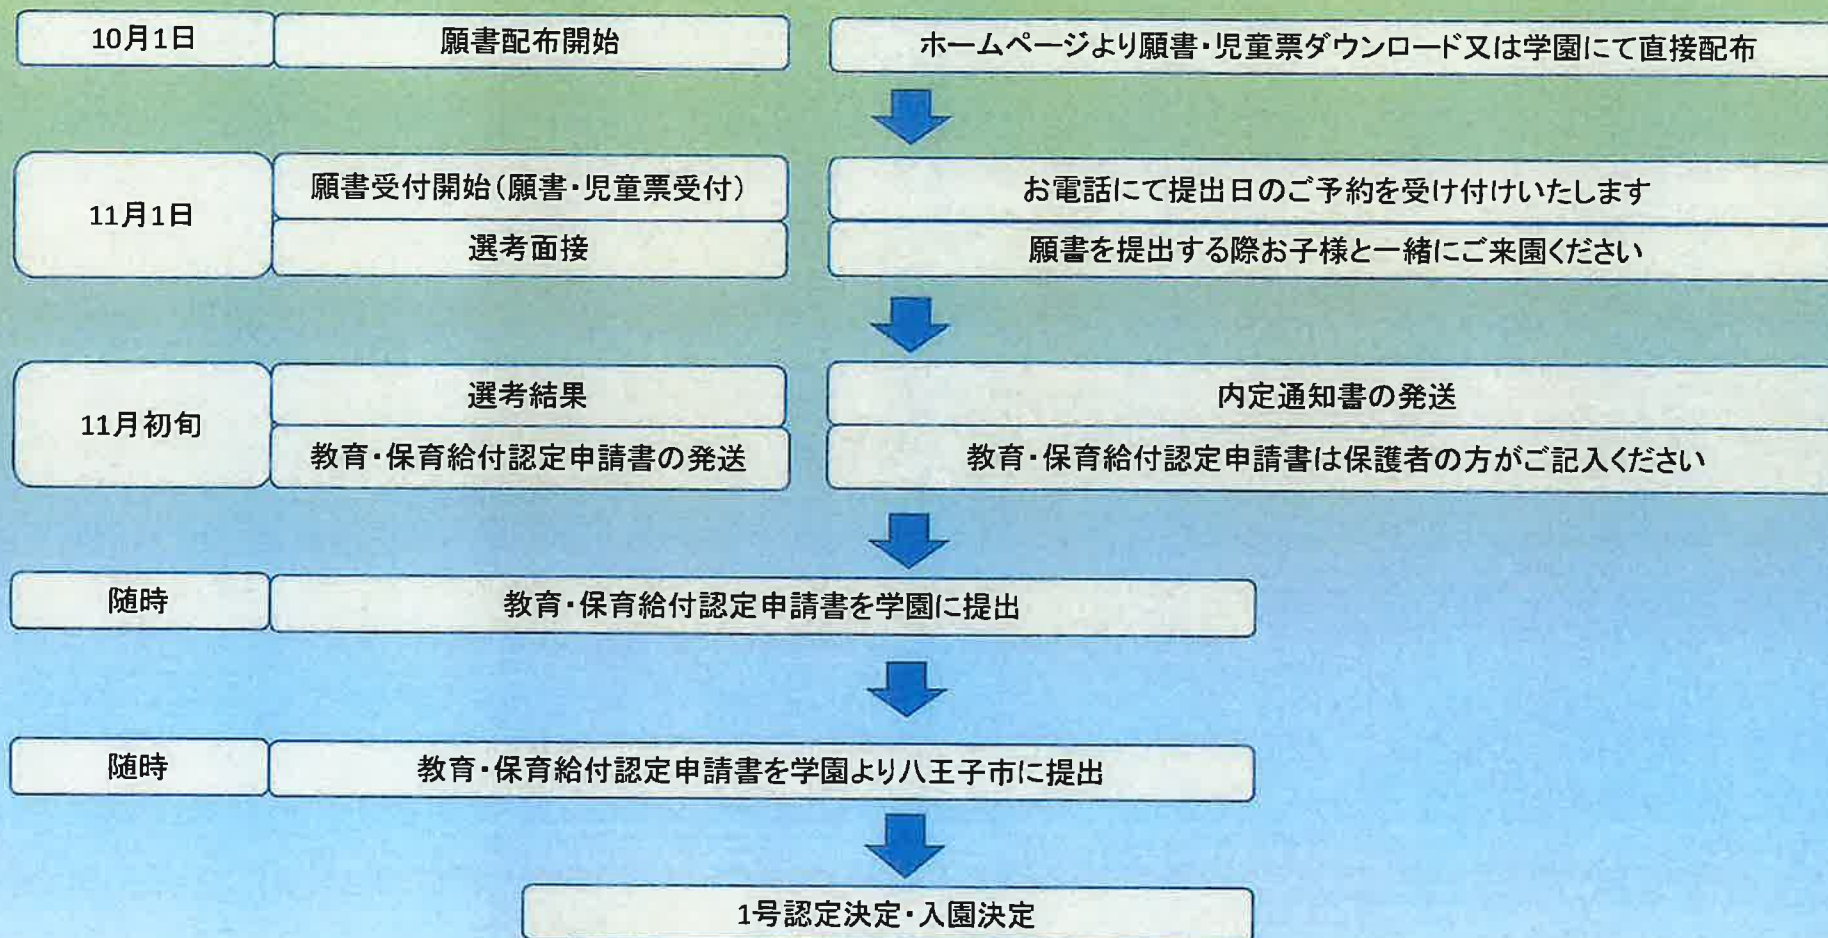 10月1日
願書配布開始
ホームページより願書・児童票ダウンロード又は学園にて直接配布
11月1日
願書受付開始(願書・児童票受付)
お電話にて提出日のご予約を受け付けいたします
選考面接
願書を提出する際お子様と一緒にご来園ください
11月初旬
選考結果
内定通知書の発送
教育・保育給付認定申請書の発送
教育・保育給付認定申請書は保護者の方がご記入ください
随時
教育・保育給付認定申請書を学園に提出
随時
教育・保育給付認定申請書を学園より八王子市に提出
1号認定決定・入園決定